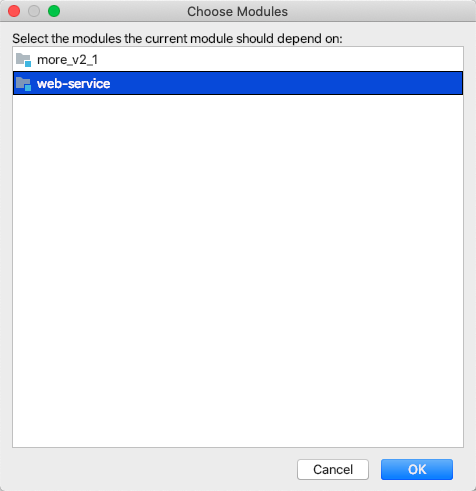 Choose Modules
Select the modules the current module should depend on:
more_v2_1
web-service
Cancel
OK